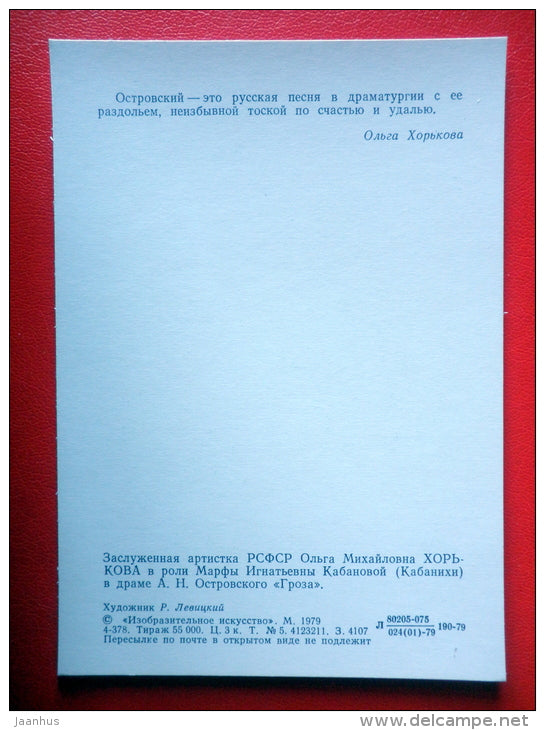 Островский — это русская песня в драматургии с ее
раздольем, неизбывной тоской по счастью и удалью.
Ольга Хорькова
Заслуженная артистка РСФСР Ольга Михайловна ХОРЬ-
КОВА в роли Марфы Игнатьевны Кабановой (Кабанихи)
в драме А. Н. Островского «Гроза».
Художник Р. Левицкий
© «Изобразительное искусство». М. 1979
4-378. Тираж 55 000. Ц. 3 к. Т. № 5. 4123211. З. 4107
Пересылке по почте в открытом виде не подлежит
Л 80205-075
024(01)-79 190-79
jaanhus
www.delcampe.net